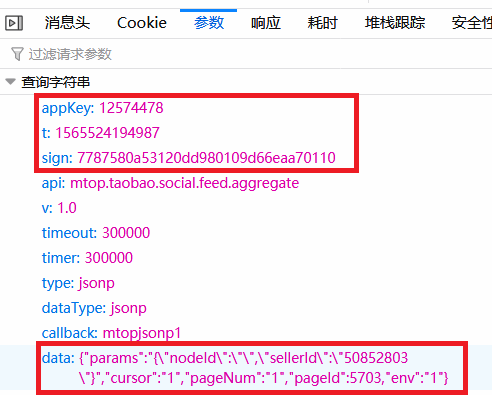 消息头 Cookie 参数 响应 耗时 堆栈跟踪 安全性
过滤请求参数
查询字符串
appKey: 12574478
t: 1565524194987
sign: 7787580a53120dd980109d66eaa70110
api: mtop.taobao.social.feed.aggregate
v: 1.0
timeout: 300000
timer: 300000
type: jsonp
dataType: jsonp
callback: mtopjsonp1
data: {"params":"{\"nodeId\":\"\",\"sellerId\":\"50852803
\"}","cursor":"1","pageNum":"1","pageId":5703,"env":"1"}